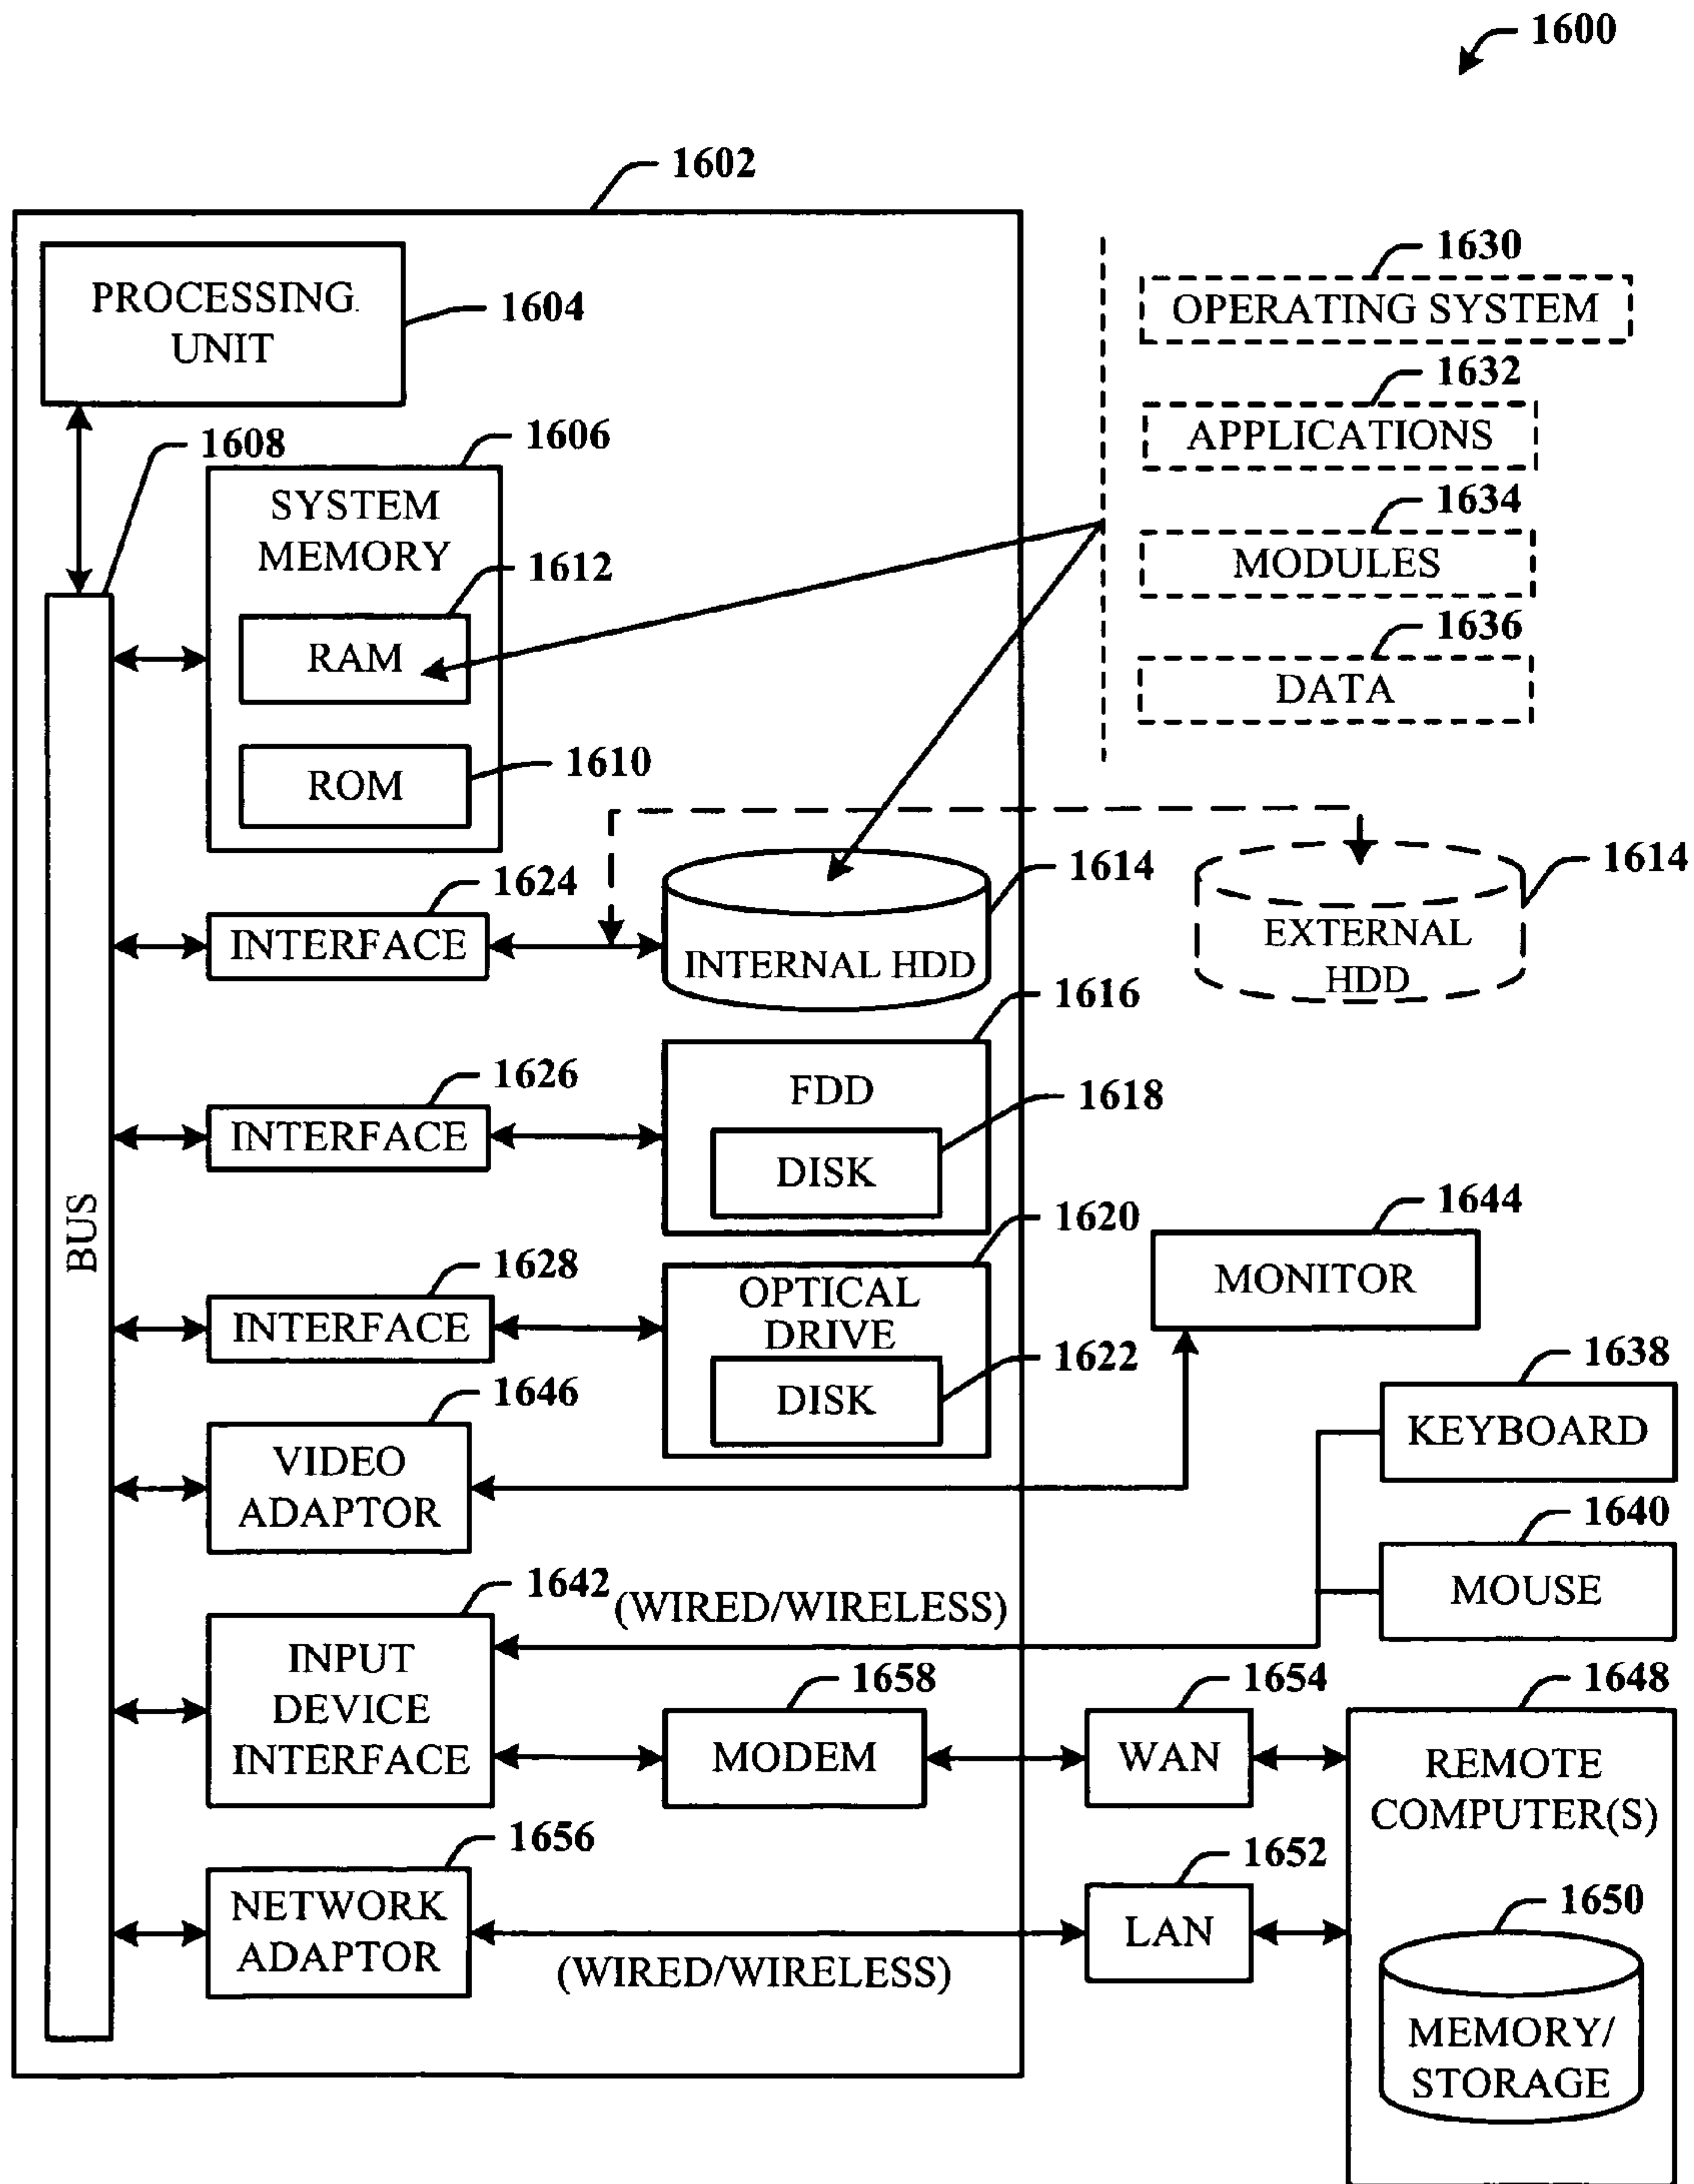 1600
1602
PROCESSING
UNIT
1604
1630
OPERATING SYSTEM
1632
APPLICATIONS
1634
MODULES
1636
DATA
1608
1606
SYSTEM
MEMORY
1612
RAM
1610
ROM
1624
INTERFACE
1614
INTERNAL HDD
1614
EXTERNAL
HDD
1616
1626
INTERFACE
FDD
1618
DISK
BUS
1620
1628
INTERFACE
OPTICAL
DRIVE
1622
DISK
1644
MONITOR
1638
KEYBOARD
1646
VIDEO
ADAPTOR
1640
MOUSE
1642
(WIRED/WIRELESS)
INPUT
DEVICE
INTERFACE
1658
MODEM
1654
WAN
1648
REMOTE
COMPUTER(S)
1656
NETWORK
ADAPTOR
(WIRED/WIRELESS)
1652
LAN
1650
MEMORY/
STORAGE